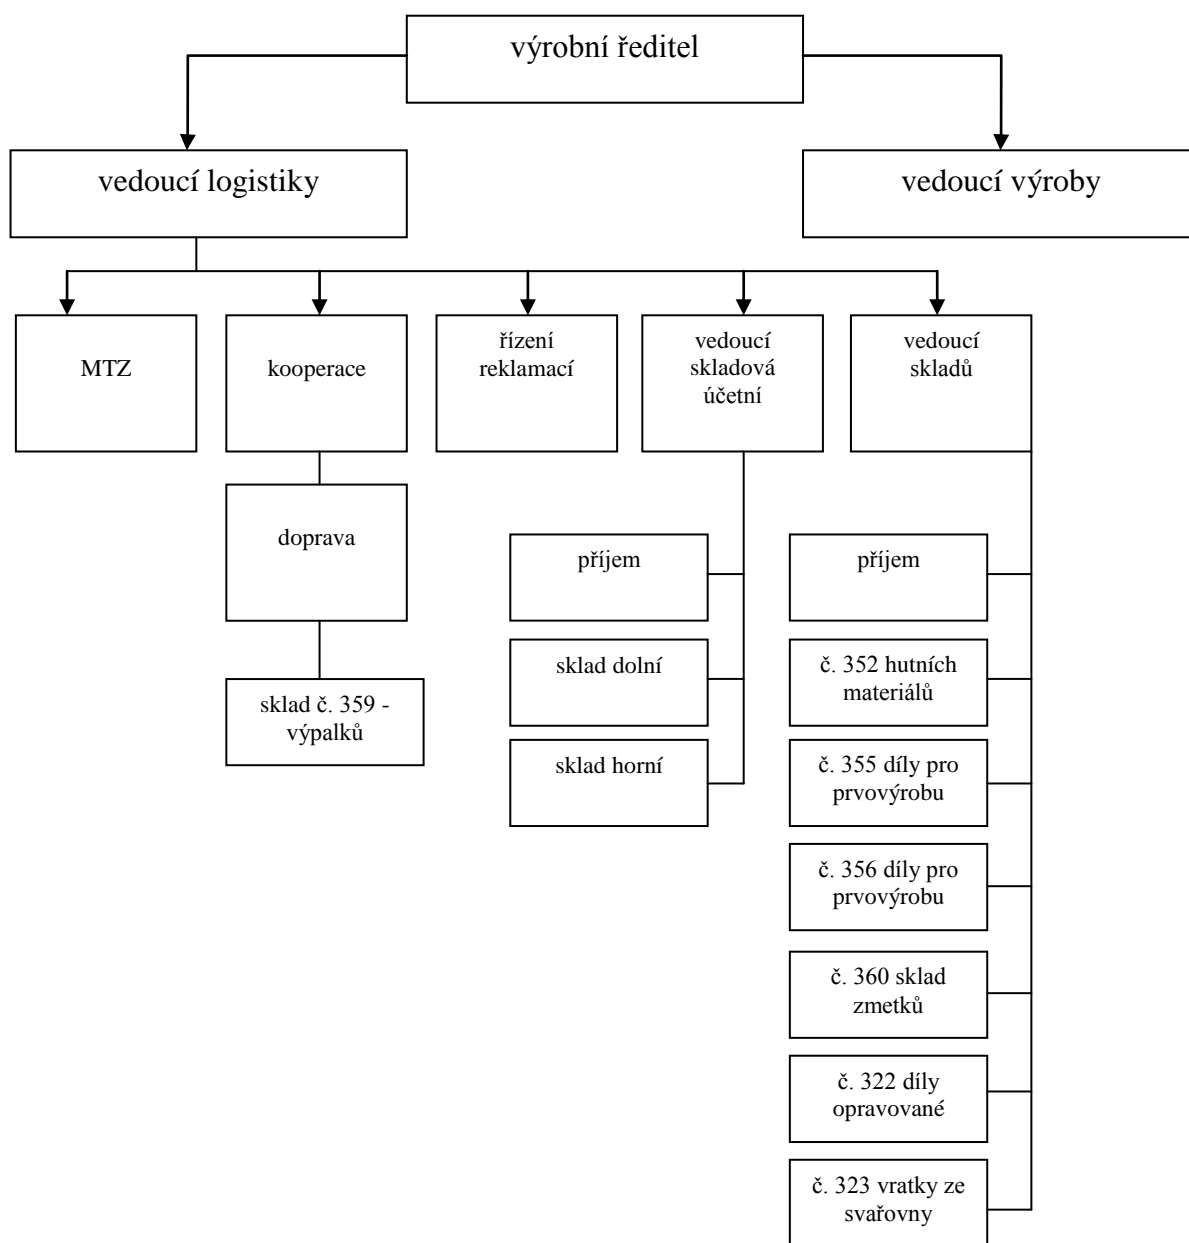 výrobní ředitel
vedoucí logistiky
vedoucí výroby
MTZ
kooperace
řízení
reklamací
vedoucí
skladová
účetní
vedoucí
skladů
doprava
příjem
příjem
sklad dolní
č. 352 hutních
materiálů
sklad č. 359 -
výpalků
sklad horní
č. 355 díly pro
prvovýrobu
č. 356 díly pro
prvovýrobu
č. 360 sklad
zmetků
č. 322 díly
opravované
č. 323 vratky ze
svařovny